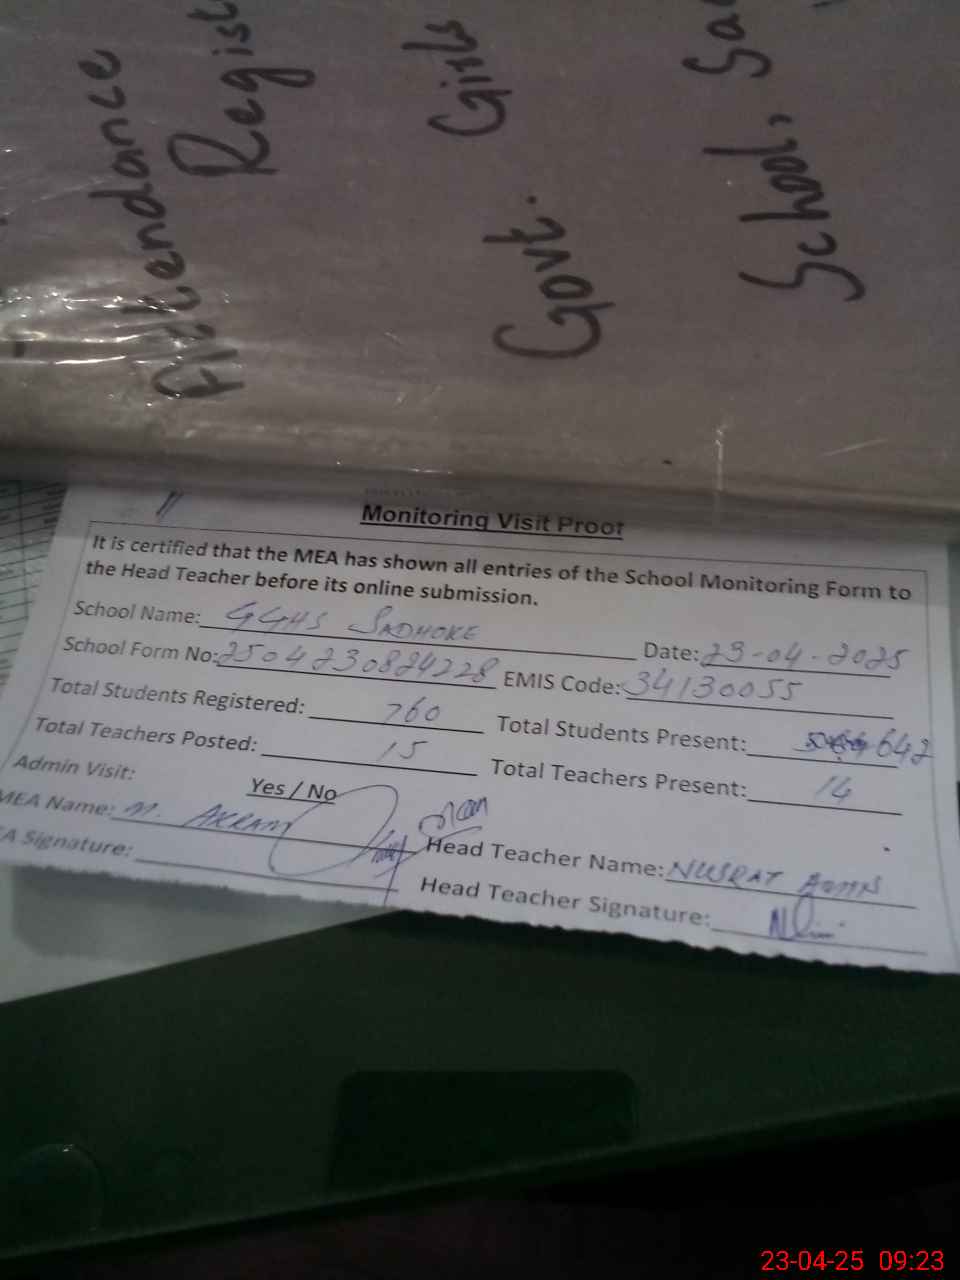 Attendance
Regist
Govt. Girls
School, Sa
Monitoring Visit Proof
It is certified that the MEA has shown all entries of the School Monitoring Form to
the Head Teacher before its online submission.
School Name: GGHS SADHOKE Date: 23-04-2025
School Form No: 2504230824228 EMIS Code: 34130055
Total Students Registered: 760 Total Students Present: 642
Total Teachers Posted: 15 Total Teachers Present: 14
Admin Visit: Yes / No
MEA Name: M. AKRAM Head Teacher Name: NUSRAT
A Signature: Head Teacher Signature:
23-04-25 09:23